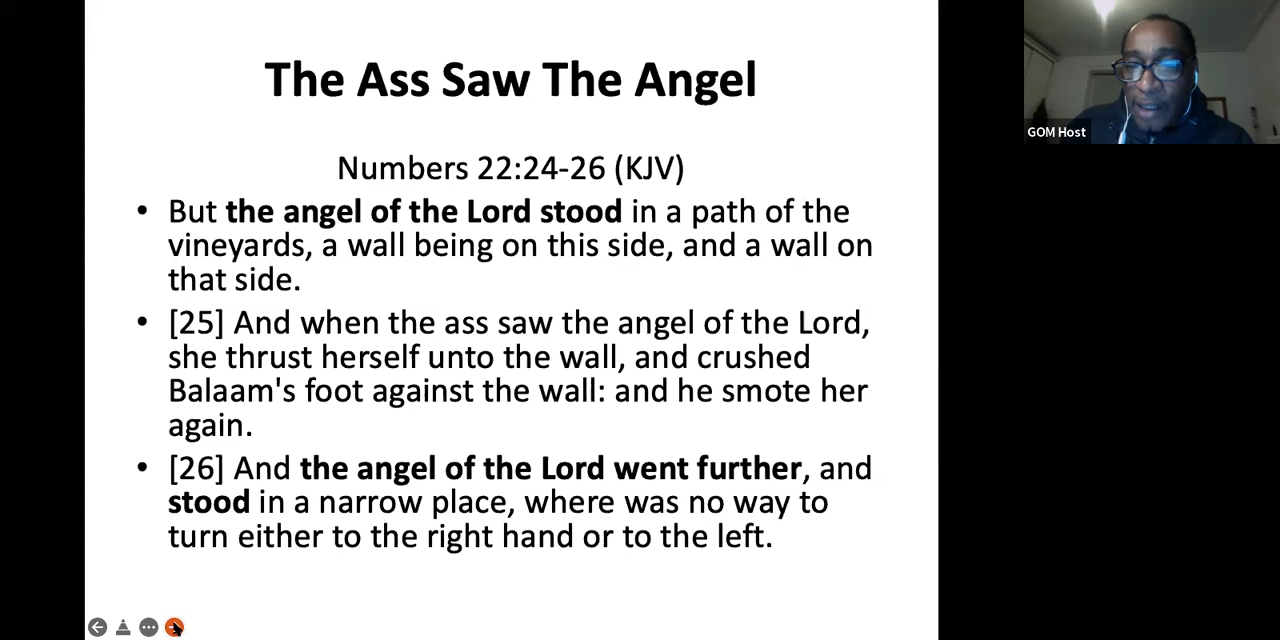 The Ass Saw The Angel
Numbers 22:24-26 (KJV)
• But the angel of the Lord stood in a path of the
vineyards, a wall being on this side, and a wall on
that side.
• [25] And when the ass saw the angel of the Lord,
she thrust herself unto the wall, and crushed
Balaam's foot against the wall: and he smote her
again.
• [26] And the angel of the Lord went further, and
stood in a narrow place, where was no way to
turn either to the right hand or to the left.
GOM Host